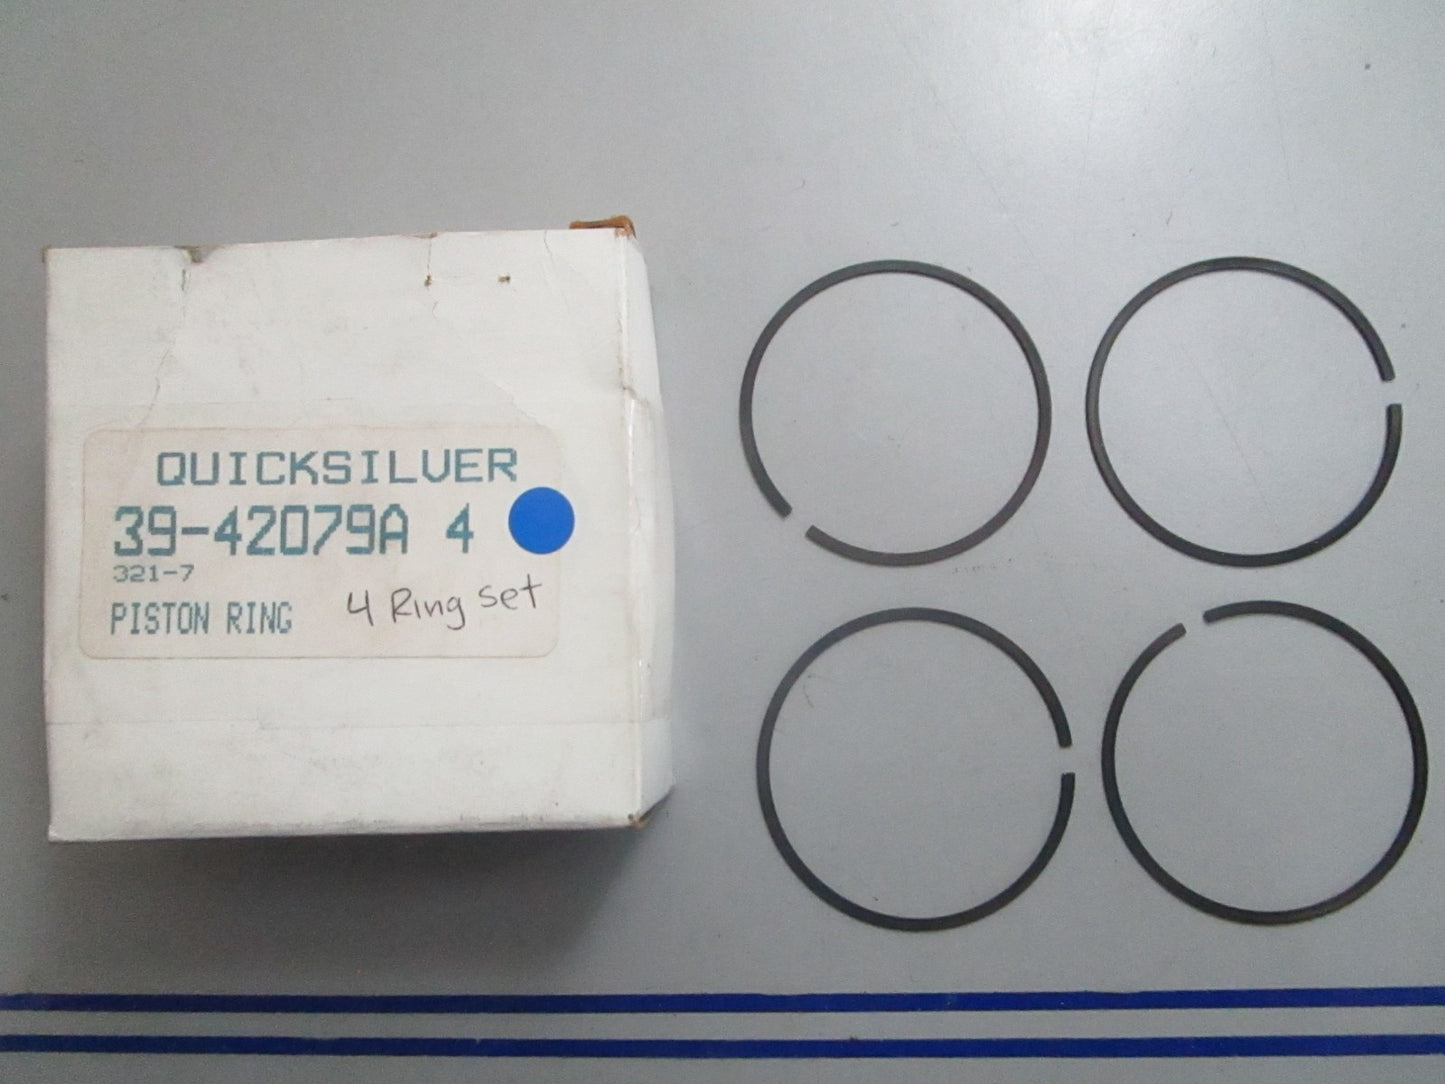 QUICKSILVER
39-42079A 4
321-7
PISTON RING 4 Ring set